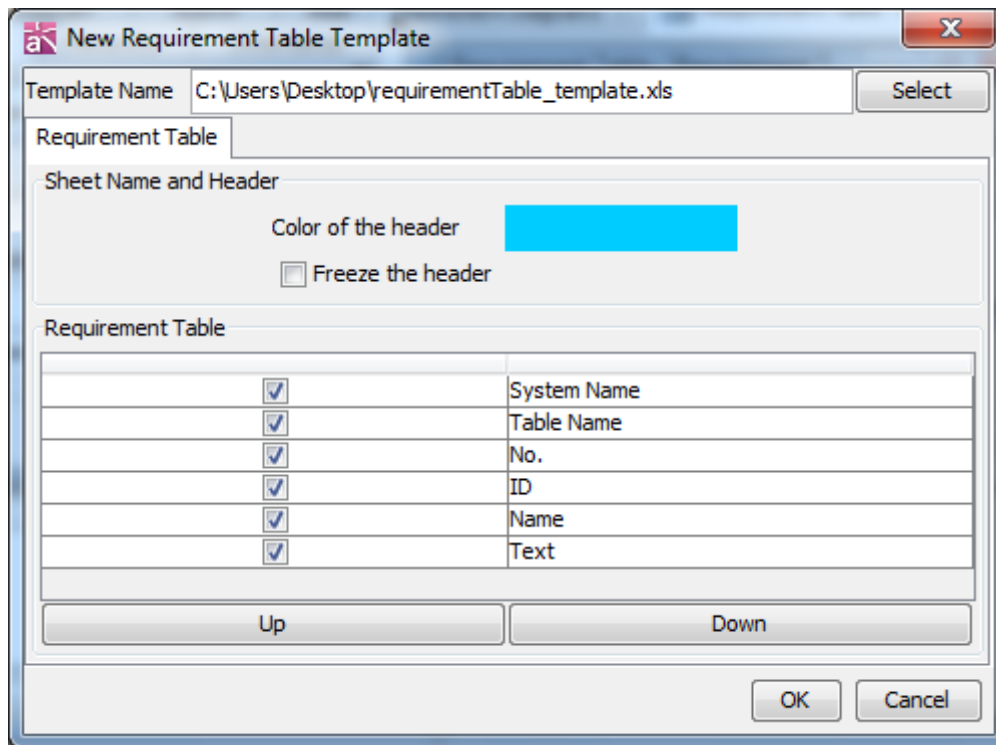 New Requirement Table Template
Template Name C:\Users\Desktop\requirementTable_template.xls Select
Requirement Table
Sheet Name and Header
Color of the header
Freeze the header
Requirement Table
System Name
Table Name
No.
ID
Name
Text
Up Down
OK Cancel